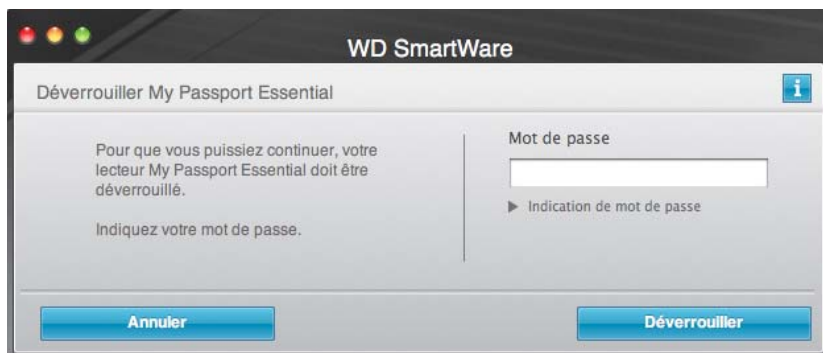 WD SmartWare
Déverrouiller My Passport Essential
i
Pour que vous puissiez continuer, votre
lecteur My Passport Essential doit être
déverrouillé.
Indiquez votre mot de passe.
Mot de passe
Indication de mot de passe
Annuler
Déverrouiller